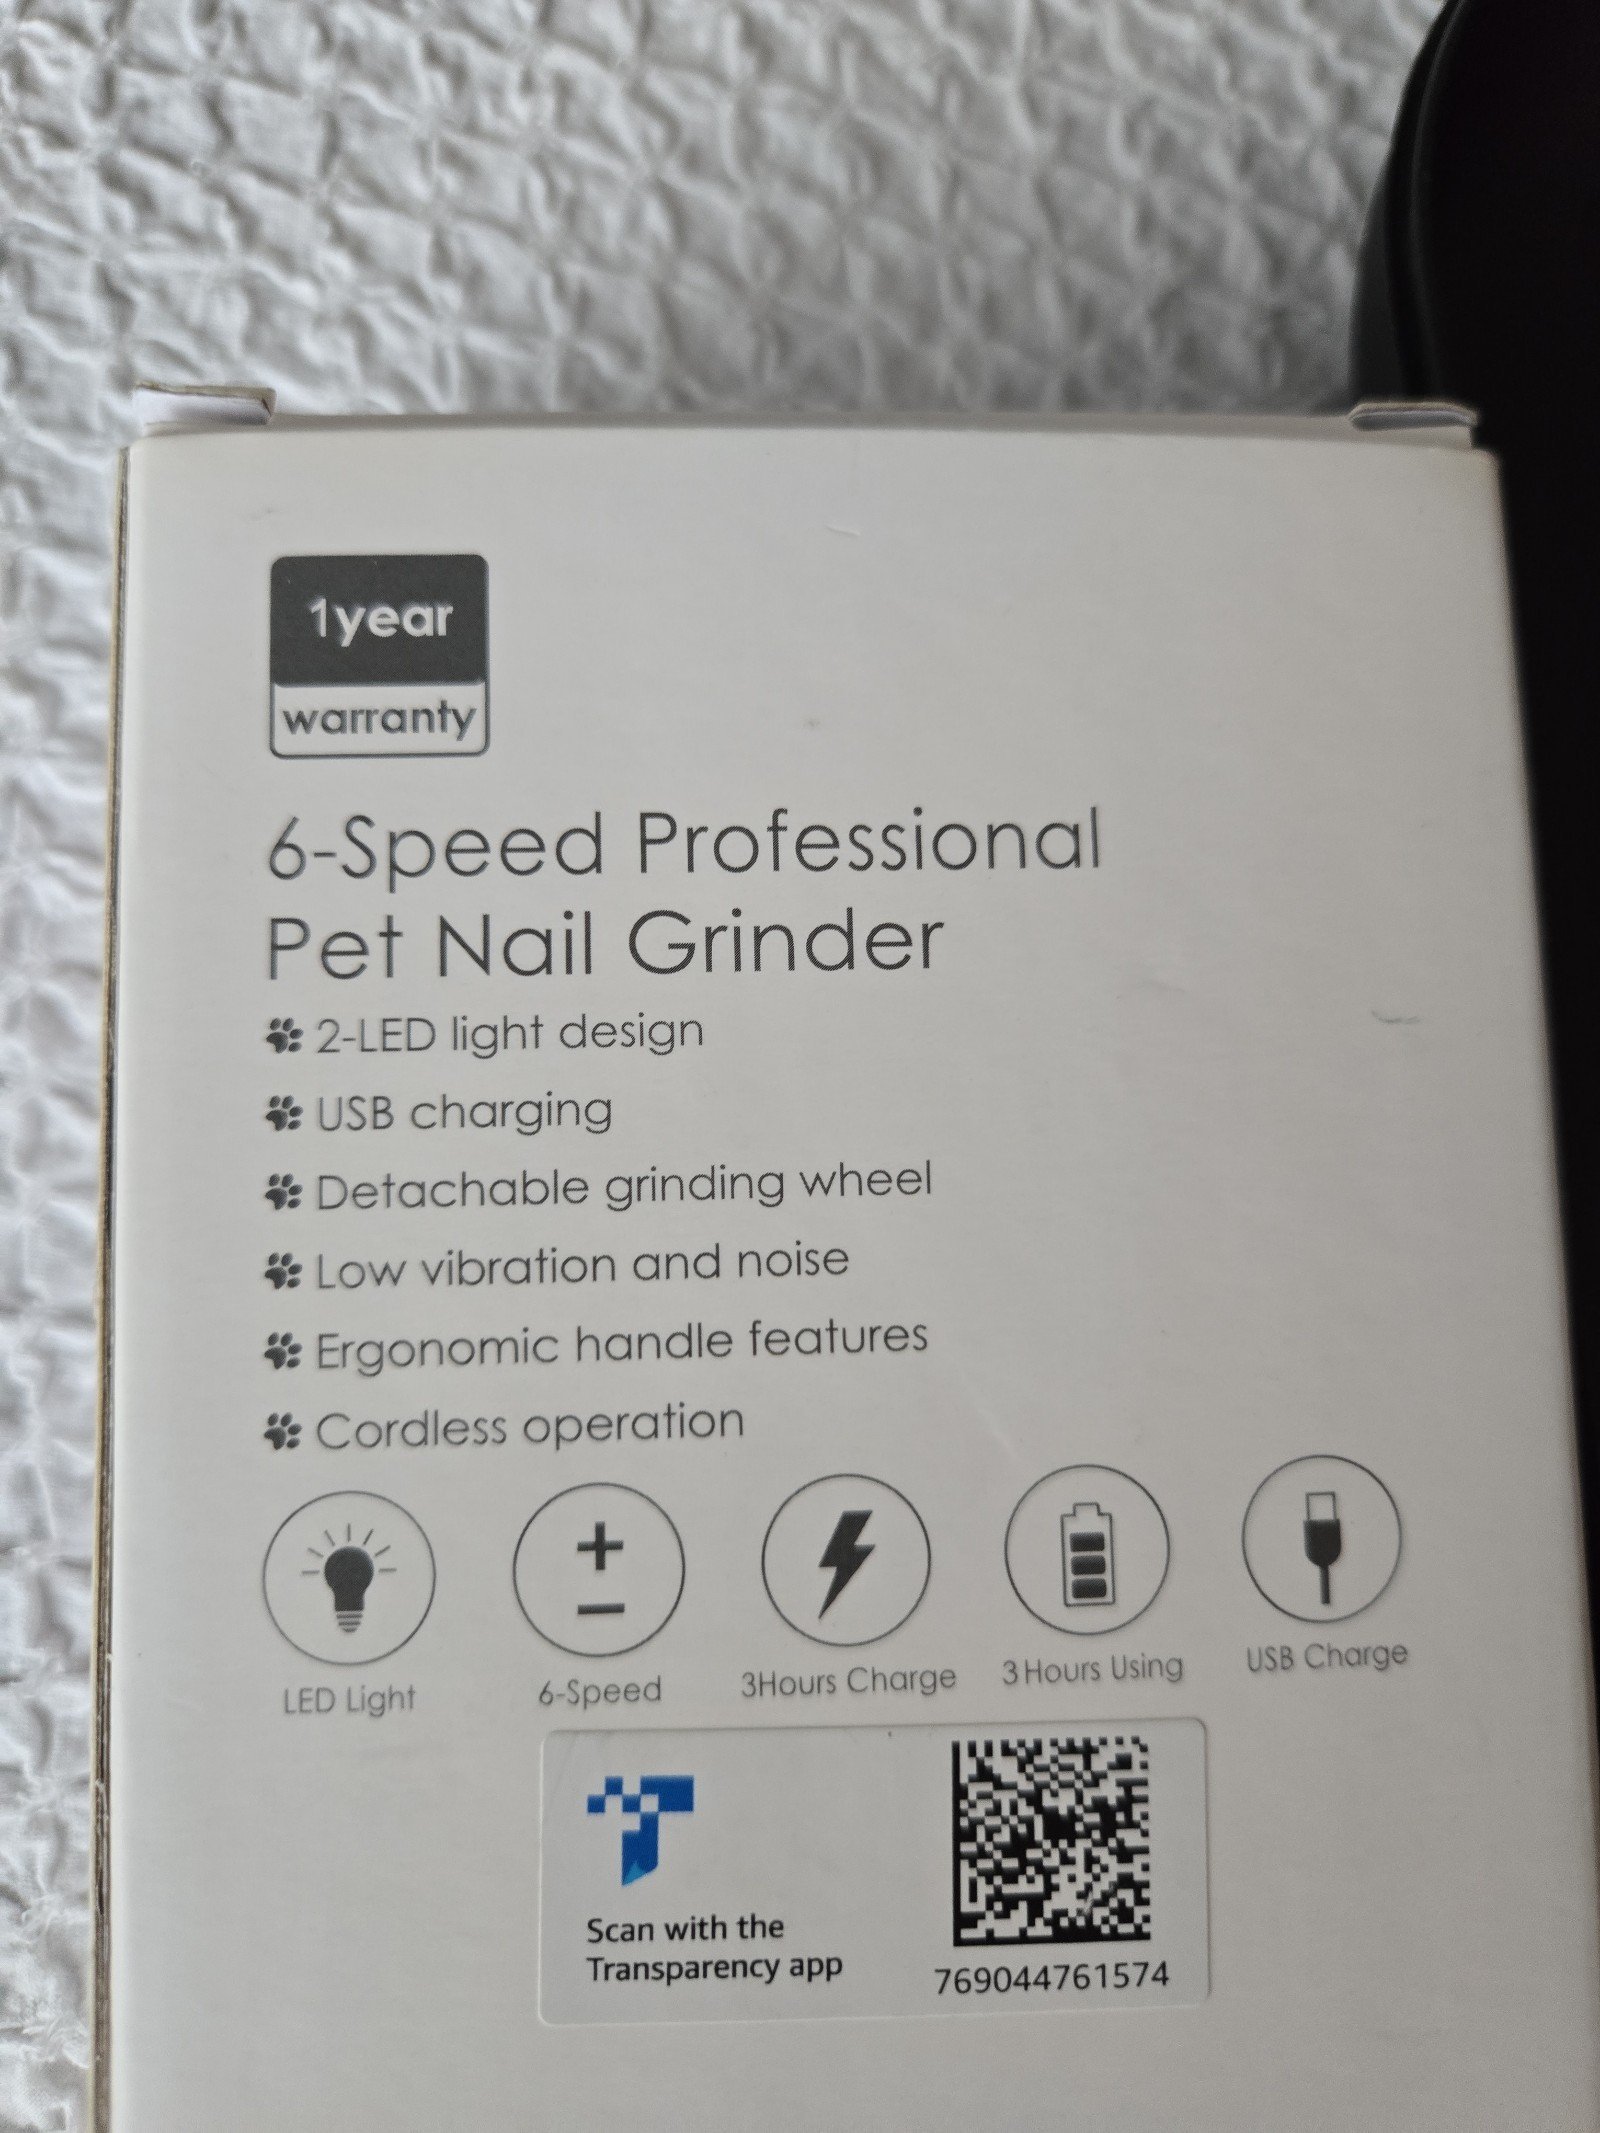 1year
warranty
6-Speed Professional
Pet Nail Grinder
2-LED light design
USB charging
Detachable grinding wheel
Low vibration and noise
Ergonomic handle features
Cordless operation
LED Light
6-Speed
3Hours Charge
3Hours Using
USB Charge
Scan with the
Transparency app
769044761574